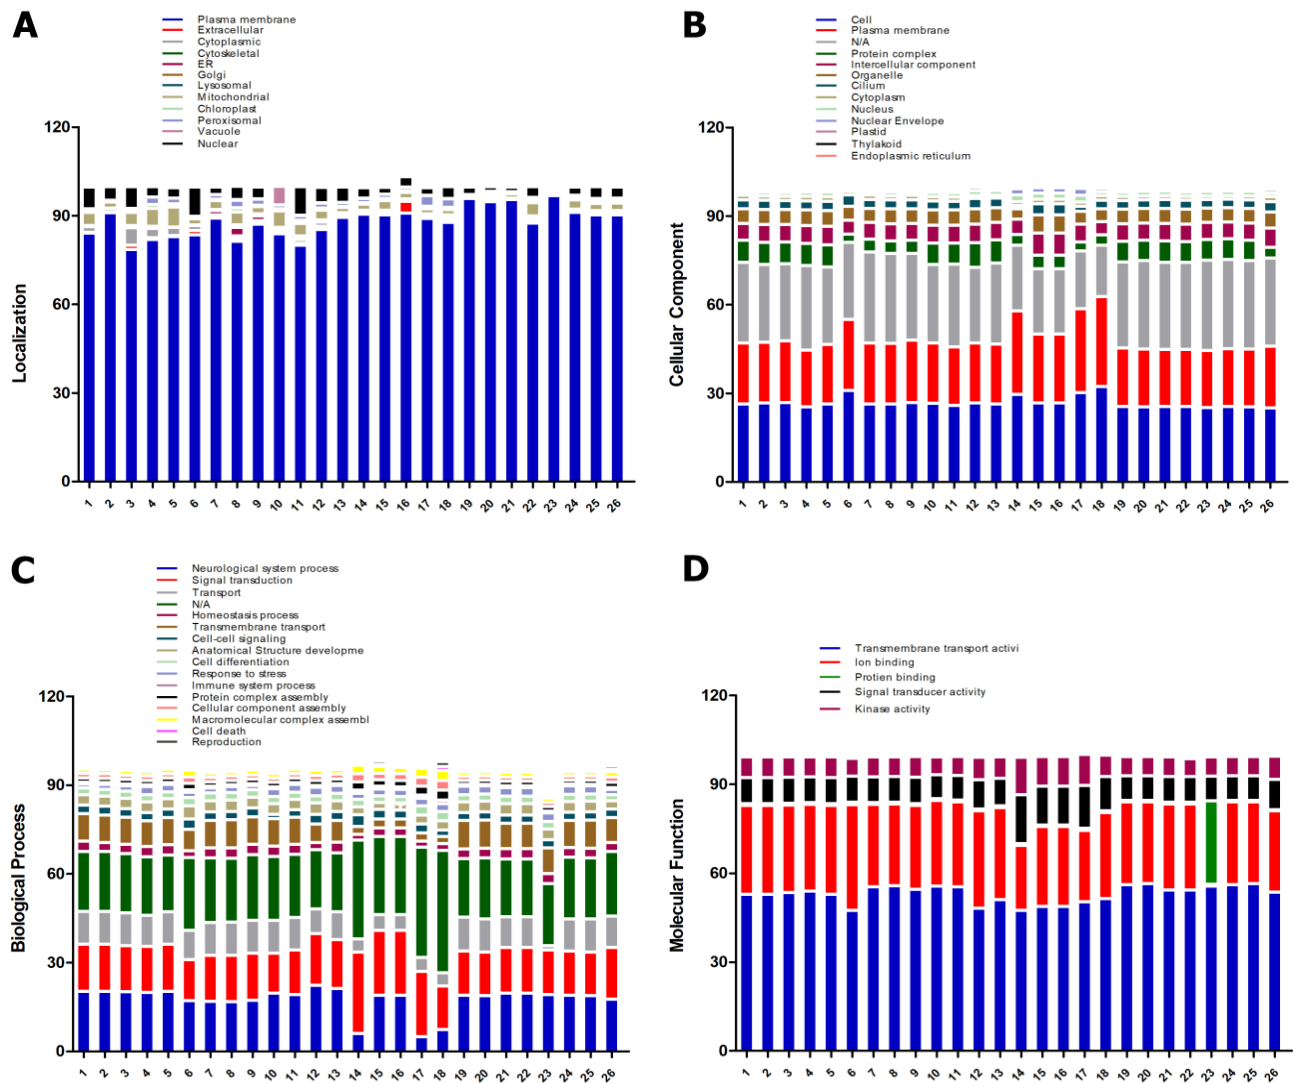 A
Plasma membrane
Extracellular
Cytoplasmic
Cytoskeletal
ER
Golgi
Lysosomal
Mitochondrial
Chloroplast
Peroxisomal
Vacuole
Nuclear
Localization
120
90
60
30
0
1 2 3 4 5 6 7 8 9 10 11 12 13 14 15 16 17 18 19 20 21 22 23 24 25 26
B
Cell
Plasma membrane
N/A
Protein complex
Intercellular component
Organelle
Cilium
Cytoplasm
Nucleus
Nuclear Envelope
Plastid
Thylakoid
Endoplasmic reticulum
Cellular Component
120
90
60
30
0
1 2 3 4 5 6 7 8 9 10 11 12 13 14 15 16 17 18 19 20 21 22 23 24 25 26
C
Neurological system process
Signal transduction
Transport
N/A
Homeostasis process
Transmembrane transport
Cell-cell signaling
Anatomical Structure developme
Cell differentiation
Response to stress
Immune system process
Protein complex assembly
Cellular component assembly
Macromolecular complex assembl
Cell death
Reproduction
Biological Process
120
90
60
30
0
1 2 3 4 5 6 7 8 9 10 11 12 13 14 15 16 17 18 19 20 21 22 23 24 25 26
D
Transmembrane transport activi
Ion binding
Protien binding
Signal transducer activity
Kinase activity
Molecular Function
120
90
60
30
0
1 2 3 4 5 6 7 8 9 10 11 12 13 14 15 16 17 18 19 20 21 22 23 24 25 26